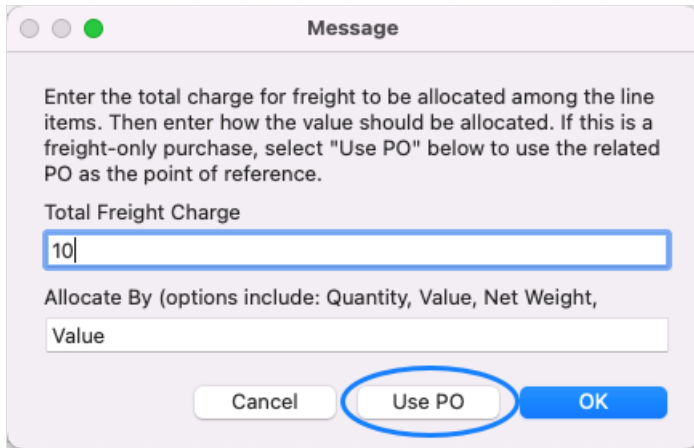 Message
Enter the total charge for freight to be allocated among the line
items. Then enter how the value should be allocated. If this is a
freight-only purchase, select "Use PO" below to use the related
PO as the point of reference.
Total Freight Charge
10
Allocate By (options include: Quantity, Value, Net Weight,
Value
Cancel Use PO OK